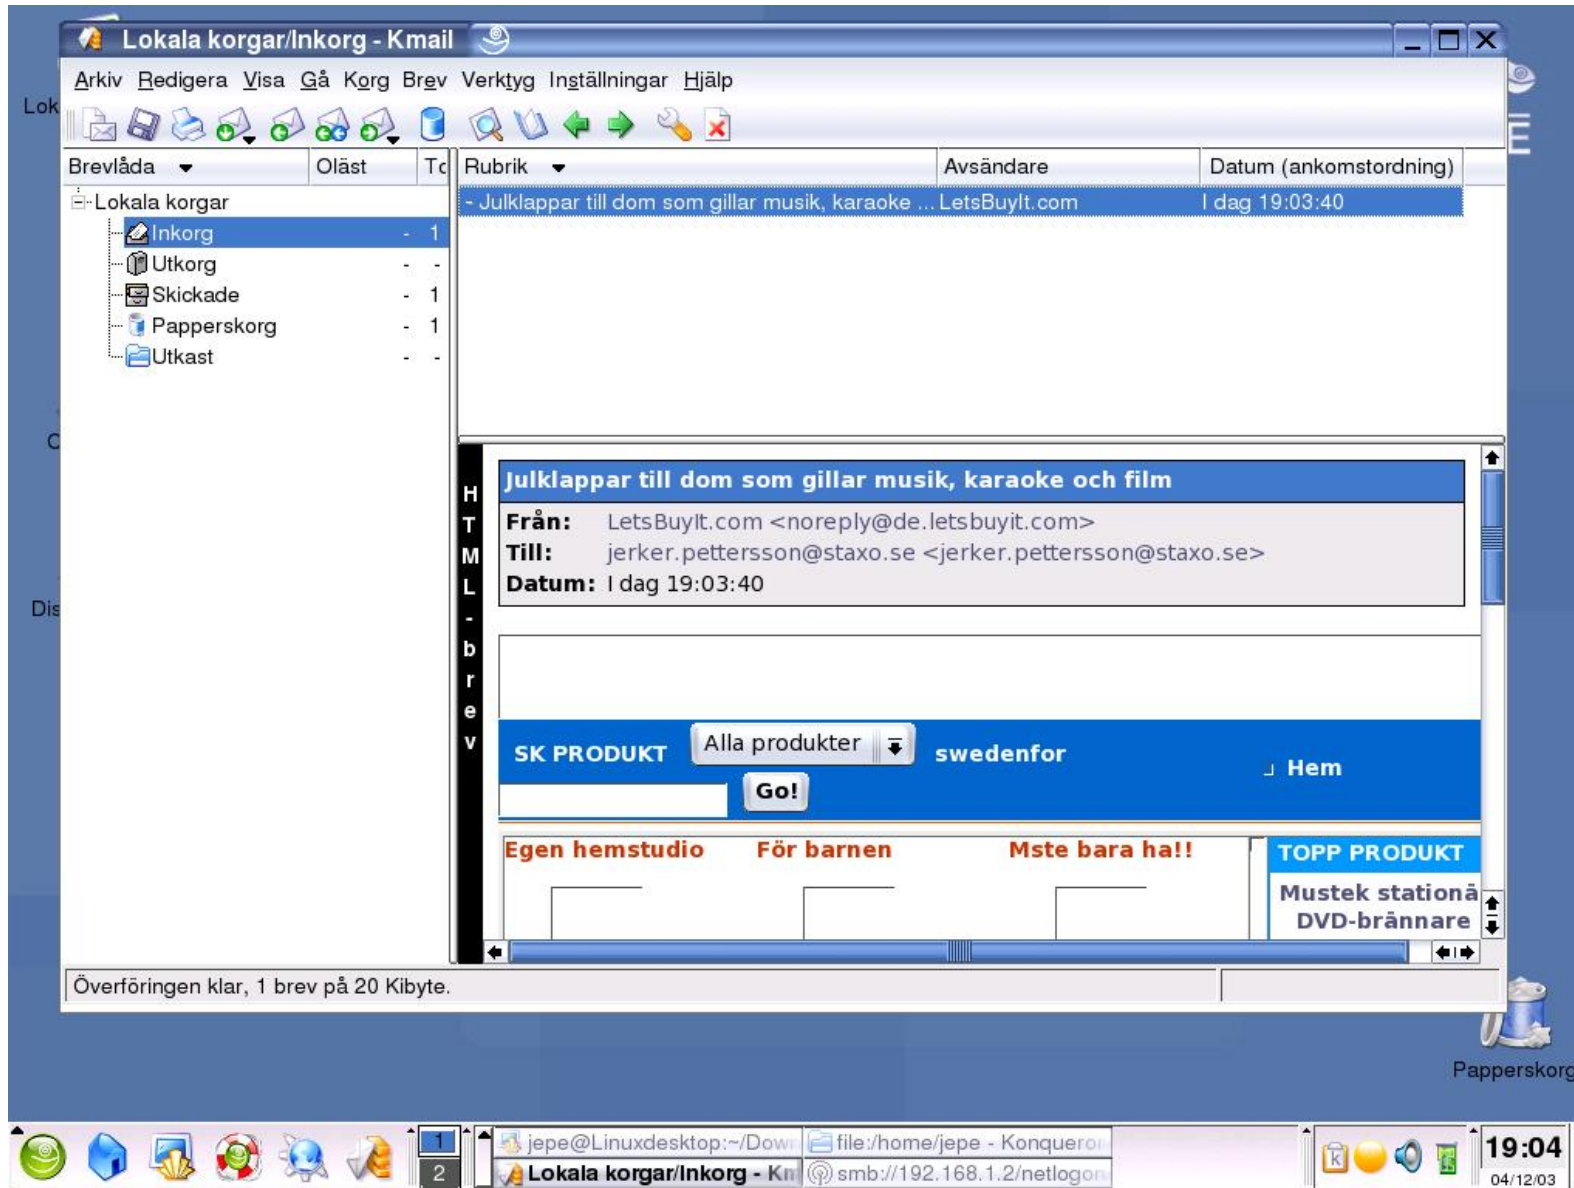 Lokala korgar/Inkorg - Kmail
Arkiv Redigera Visa Gå Korg Brev Verktyg Inställningar Hjälp
Lok
Brevlåda Oläst To
Rubrik Avsändare Datum (ankomstordning)
Lokala korgar
- Julklappar till dom som gillar musik, karaoke ... LetsBuyIt.com I dag 19:03:40
Inkorg - 1
Utkorg - -
Skickade - 1
Papperskorg - 1
Utkast - -
HTML-brev
Julklappar till dom som gillar musik, karaoke och film
Från: LetsBuyIt.com <noreply@de.letsbuyit.com>
Till: jerker.pettersson@staxo.se <jerker.pettersson@staxo.se>
Datum: I dag 19:03:40
Dis
SK PRODUKT Alla produkter swedenfor Hem
Go!
Egen hemstudio För barnen Mste bara ha!! TOPP PRODUKT
Mustek stationä
DVD-brännare
Överföringen klar, 1 brev på 20 Kibyte.
Papperskorg
1 jepe@Linuxdesktop:~/Down file:/home/jepe - Konqueror 19:04
2 Lokala korgar/Inkorg - Km smb://192.168.1.2/netlogon 04/12/03